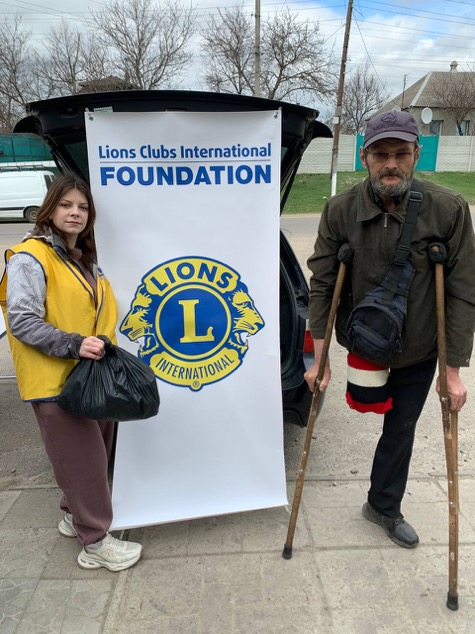 Lions Clubs International
FOUNDATION
LIONS
L
INTERNATIONAL
®